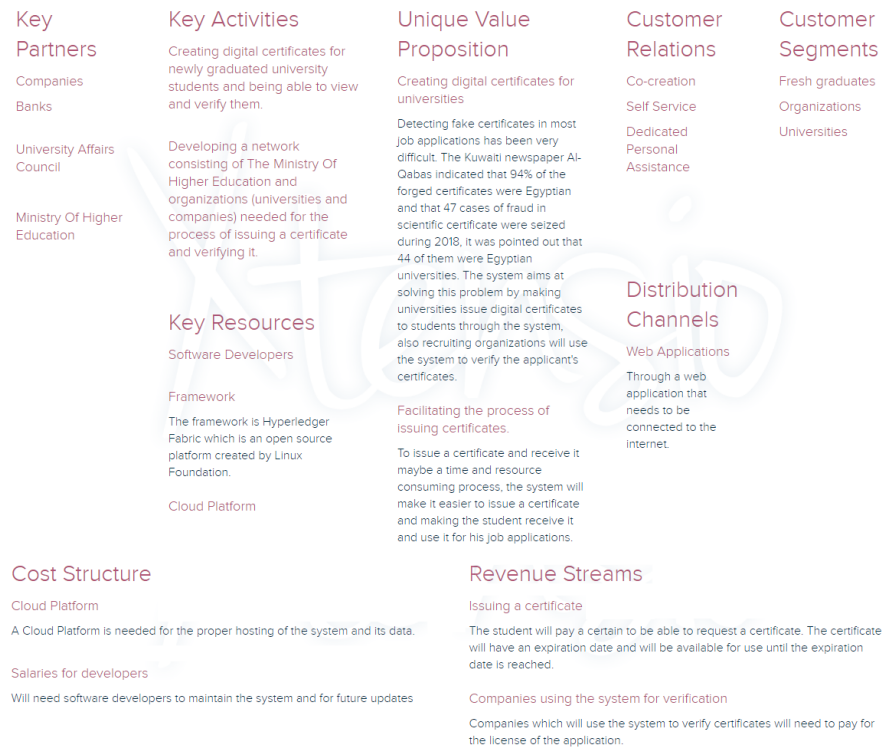 Key
Partners
Companies
Banks
University Affairs
Council
Ministry Of Higher
Education
Key Activities
Creating digital certificates for
newly graduated university
students and being able to view
and verify them.
Developing a network
consisting of The Ministry Of
Higher Education and
organizations (universities and
companies) needed for the
process of issuing a certificate
and verifying it.
Key Resources
Software Developers
Framework
The framework is Hyperledger
Fabric which is an open source
platform created by Linux
Foundation.
Cloud Platform
Unique Value
Proposition
Creating digital certificates for
universities
Detecting fake certificates in most
job applications has been very
difficult. The Kuwaiti newspaper Al-
Qabas indicated that 94% of the
forged certificates were Egyptian
and that 47 cases of fraud in
scientific certificate were seized
during 2018, it was pointed out that
44 of them were Egyptian
universities. The system aims at
solving this problem by making
universities issue digital certificates
to students through the system,
also recruiting organizations will use
the system to verify the applicant's
certificates.
Facilitating the process of
issuing certificates.
To issue a certificate and receive it
maybe a time and resource
consuming process, the system will
make it easier to issue a certificate
and making the student receive it
and use it for his job applications.
Customer
Relations
Co-creation
Self Service
Dedicated
Personal
Assistance
Distribution
Channels
Web Applications
Through a web
application that
needs to be
connected to the
internet.
Customer
Segments
Fresh graduates
Organizations
Universities
Cost Structure
Cloud Platform
A Cloud Platform is needed for the proper hosting of the system and its data.
Salaries for developers
Will need software developers to maintain the system and for future updates
Revenue Streams
Issuing a certificate
The student will pay a certain to be able to request a certificate. The certificate
will have an expiration date and will be available for use until the expiration
date is reached.
Companies using the system for verification
Companies which will use the system to verify certificates will need to pay for
the license of the application.
Xtensio